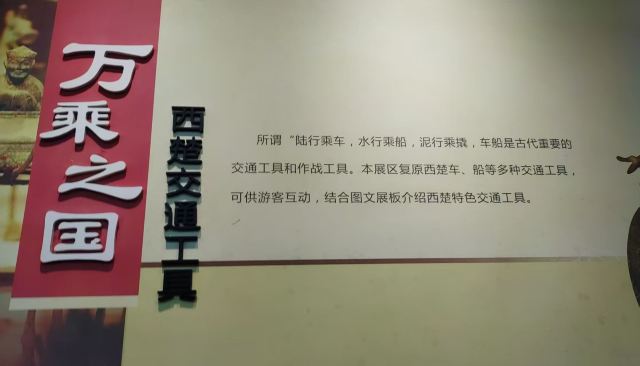 万乘之国
西楚交通工具
所谓“陆行乘车，水行乘船，泥行乘撬，车船是古代重要的
交通工具和作战工具。本展区复原西楚车、船等多种交通工具，
可供游客互动，结合图文展板介绍西楚特色交通工具。